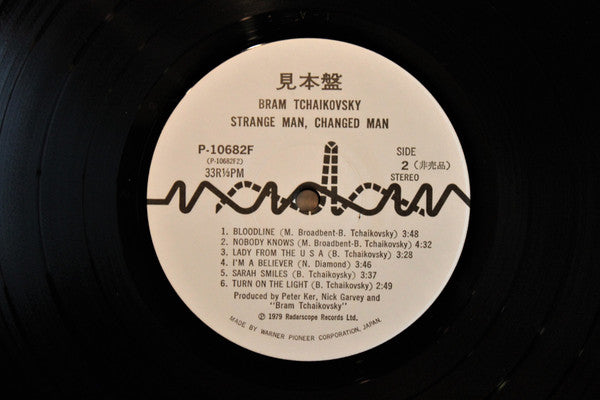 見本盤
BRAM TCHAIKOVSKY
STRANGE MAN, CHANGED MAN
P-10682F
(P-10682F2)
33R⅓PM
SIDE
2 (非売品)
STEREO
1. BLOODLINE (M. Broadbent-B. Tchaikovsky) 3:48
2. NOBODY KNOWS (M. Broadbent-B. Tchaikovsky) 4:32
3. LADY FROM THE U S A (B. Tchaikovsky) 3:28
4. I'M A BELIEVER (N. Diamond) 3:46
5. SARAH SMILES (B. Tchaikovsky) 3:37
6. TURN ON THE LIGHT (B. Tchaikovsky) 2:49
Produced by Peter Ker, Nick Garvey and
"Bram Tchaikovsky"
℗ 1979 Radarscope Records Ltd.
MADE BY WARNER PIONEER CORPORATION, JAPAN.